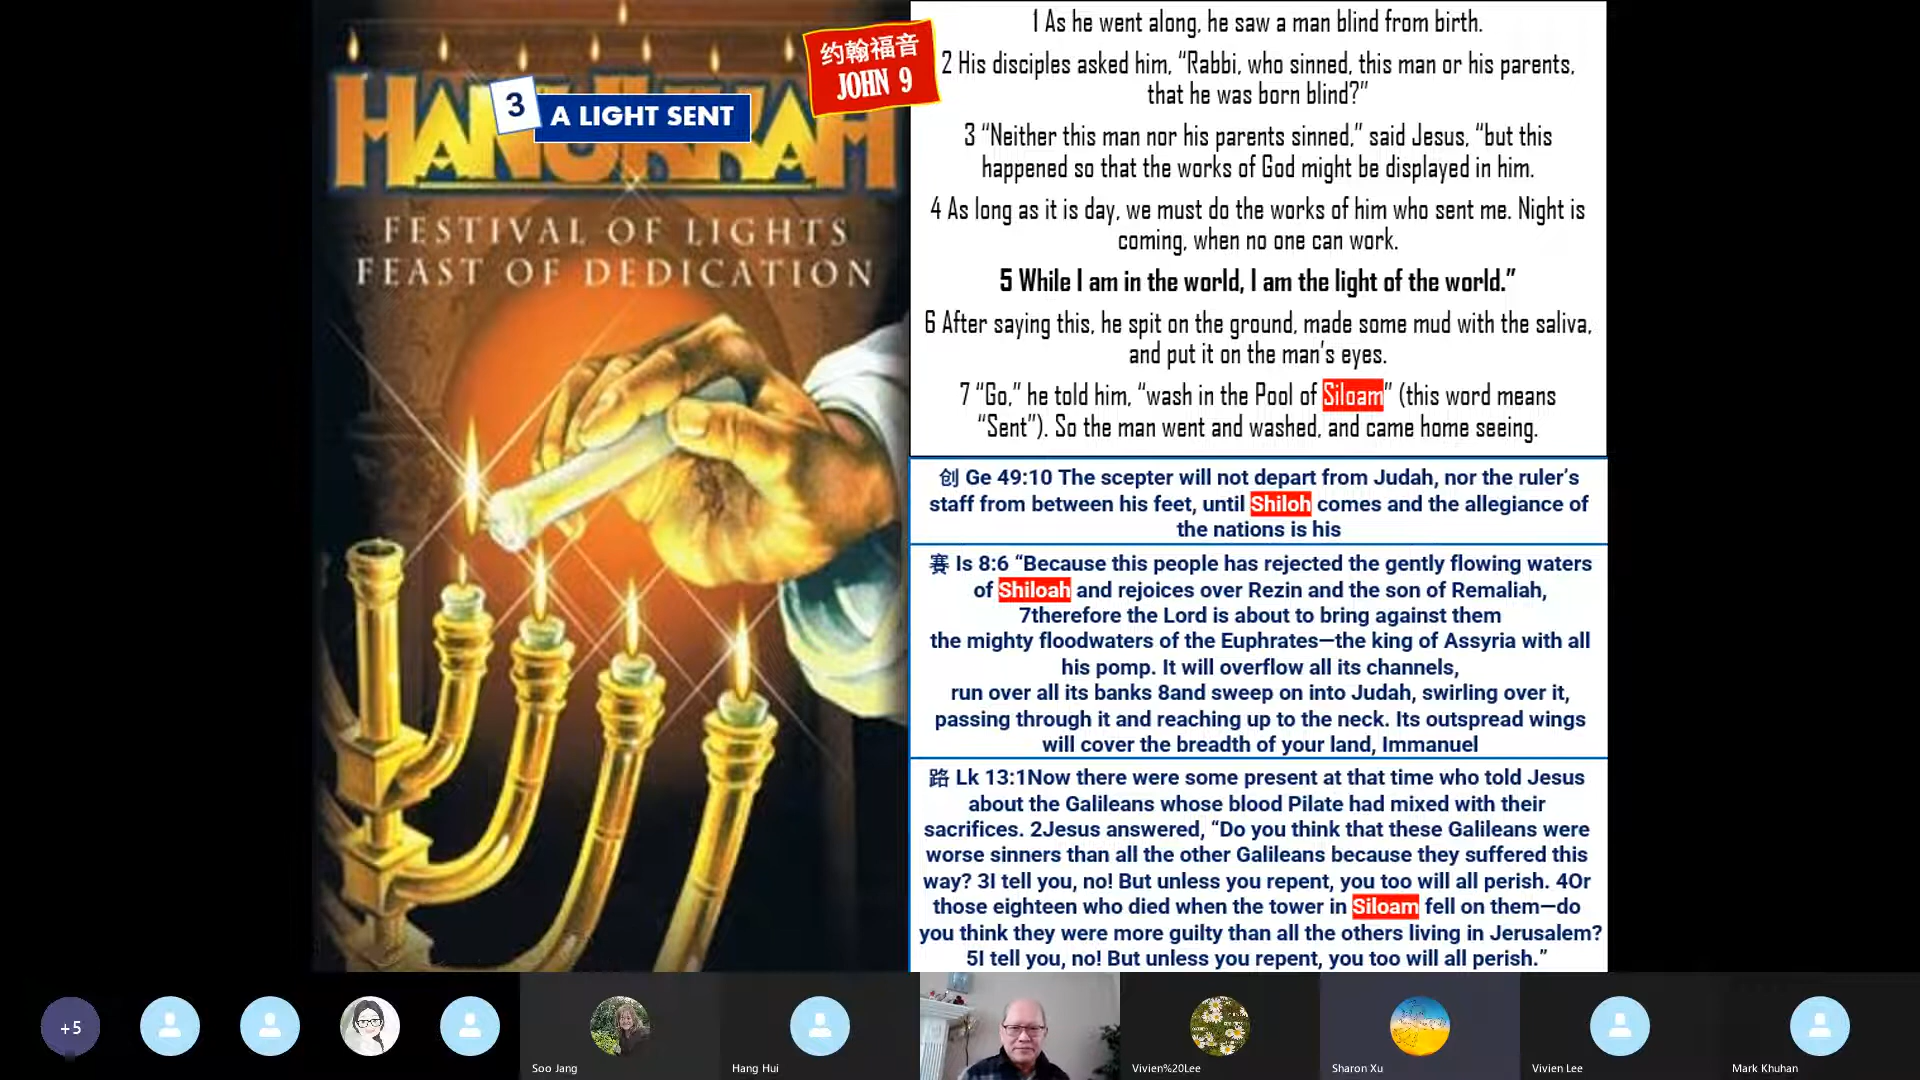 HANUKKAH
3
A LIGHT SENT
FESTIVAL OF LIGHTS
FEAST OF DEDICATION
约翰福音
JOHN 9
1 As he went along, he saw a man blind from birth.
2 His disciples asked him, “Rabbi, who sinned, this man or his parents,
that he was born blind?”
3 “Neither this man nor his parents sinned,” said Jesus, “but this
happened so that the works of God might be displayed in him.
4 As long as it is day, we must do the works of him who sent me. Night is
coming, when no one can work.
5 While I am in the world, I am the light of the world.”
6 After saying this, he spit on the ground, made some mud with the saliva,
and put it on the man’s eyes.
7 “Go,” he told him, “wash in the Pool of Siloam” (this word means
“Sent”). So the man went and washed, and came home seeing.
创 Ge 49:10 The scepter will not depart from Judah, nor the ruler’s
staff from between his feet, until Shiloh comes and the allegiance of
the nations is his
赛 Is 8:6 “Because this people has rejected the gently flowing waters
of Shiloah and rejoices over Rezin and the son of Remaliah,
7therefore the Lord is about to bring against them
the mighty floodwaters of the Euphrates—the king of Assyria with all
his pomp. It will overflow all its channels,
run over all its banks 8and sweep on into Judah, swirling over it,
passing through it and reaching up to the neck. Its outspread wings
will cover the breadth of your land, Immanuel
路 Lk 13:1Now there were some present at that time who told Jesus
about the Galileans whose blood Pilate had mixed with their
sacrifices. 2Jesus answered, “Do you think that these Galileans were
worse sinners than all the other Galileans because they suffered this
way? 3I tell you, no! But unless you repent, you too will all perish. 4Or
those eighteen who died when the tower in Siloam fell on them—do
you think they were more guilty than all the others living in Jerusalem?
5I tell you, no! But unless you repent, you too will all perish.”
+5
Soo Jang
Hang Hui
Vivien%20Lee
Sharon Xu
Vivien Lee
Mark Khuhan